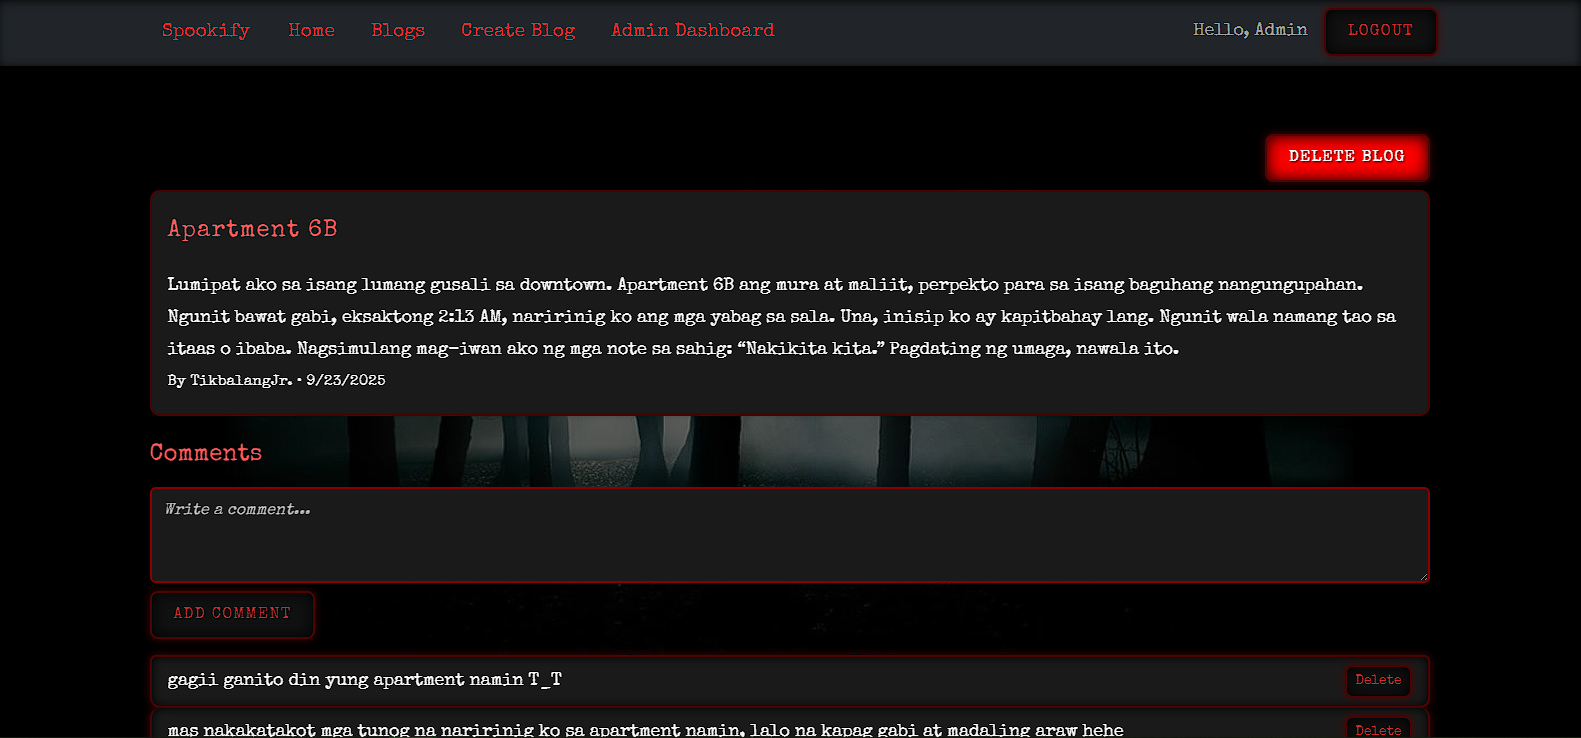 Spookify Home Blogs Create Blog Admin Dashboard Hello, Admin LOGOUT
DELETE BLOG
Apartment 6B
Lumipat ako sa isang lumang gusali sa downtown. Apartment 6B ang mura at maliit, perpekto para sa isang baguhang nangungupahan.
Ngunit bawat gabi, eksaktong 2:13 AM, naririnig ko ang mga yabag sa sala. Una, inisip ko ay kapitbahay lang. Ngunit wala namang tao sa
itaas o ibaba. Nagsimulang mag-iwan ako ng mga note sa sahig: “Nakikita kita.” Pagdating ng umaga, nawala ito.
By TikbalangJr. • 9/23/2025
Comments
Write a comment...
ADD COMMENT
gagii ganito din yung apartment namin T_T Delete
mas nakakatakot mga tunog na naririnig ko sa apartment namin, lalo na kapag gabi at madaling araw hehe Delete